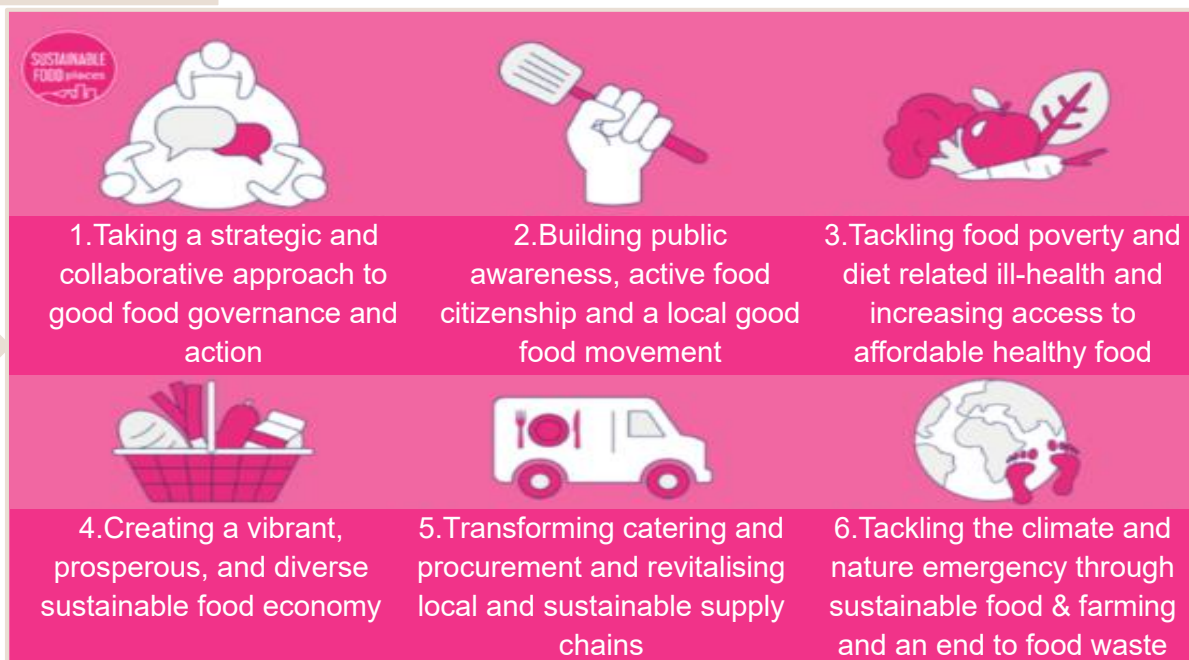 SUSTAINABLE
FOOD places
1.Taking a strategic and
collaborative approach to
good food governance and
action
2.Building public
awareness, active food
citizenship and a local good
food movement
3.Tackling food poverty and
diet related ill-health and
increasing access to
affordable healthy food
4.Creating a vibrant,
prosperous, and diverse
sustainable food economy
5.Transforming catering and
procurement and revitalising
local and sustainable supply
chains
6.Tackling the climate and
nature emergency through
sustainable food & farming
and an end to food waste